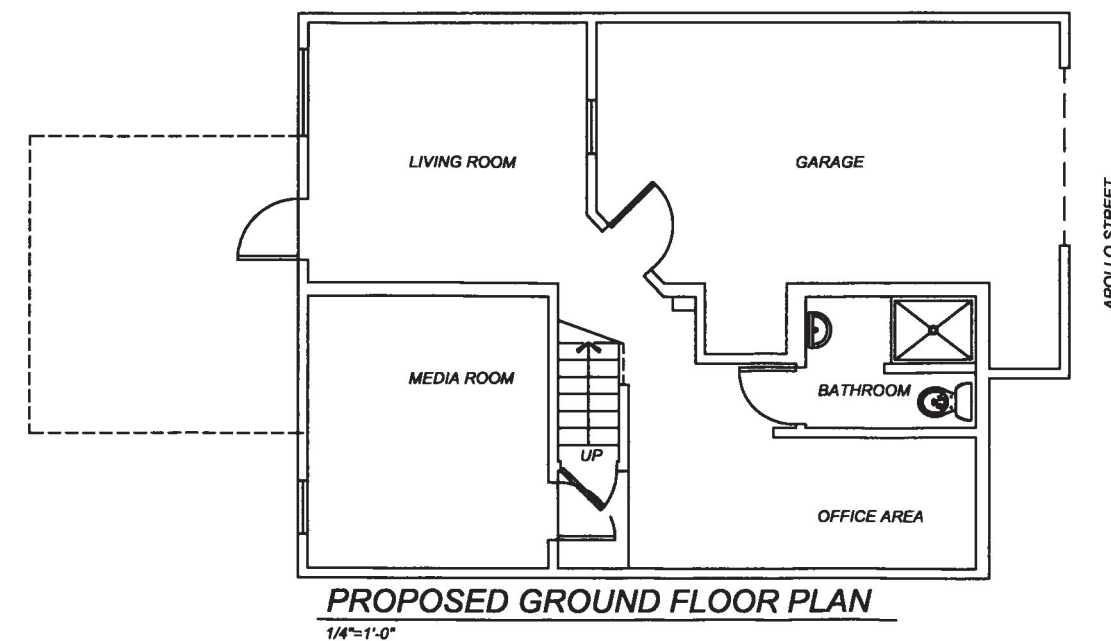 LIVING ROOM
GARAGE
APOLLO STREET
MEDIA ROOM
BATHROOM
UP
OFFICE AREA
PROPOSED GROUND FLOOR PLAN
1/4"=1'-0"